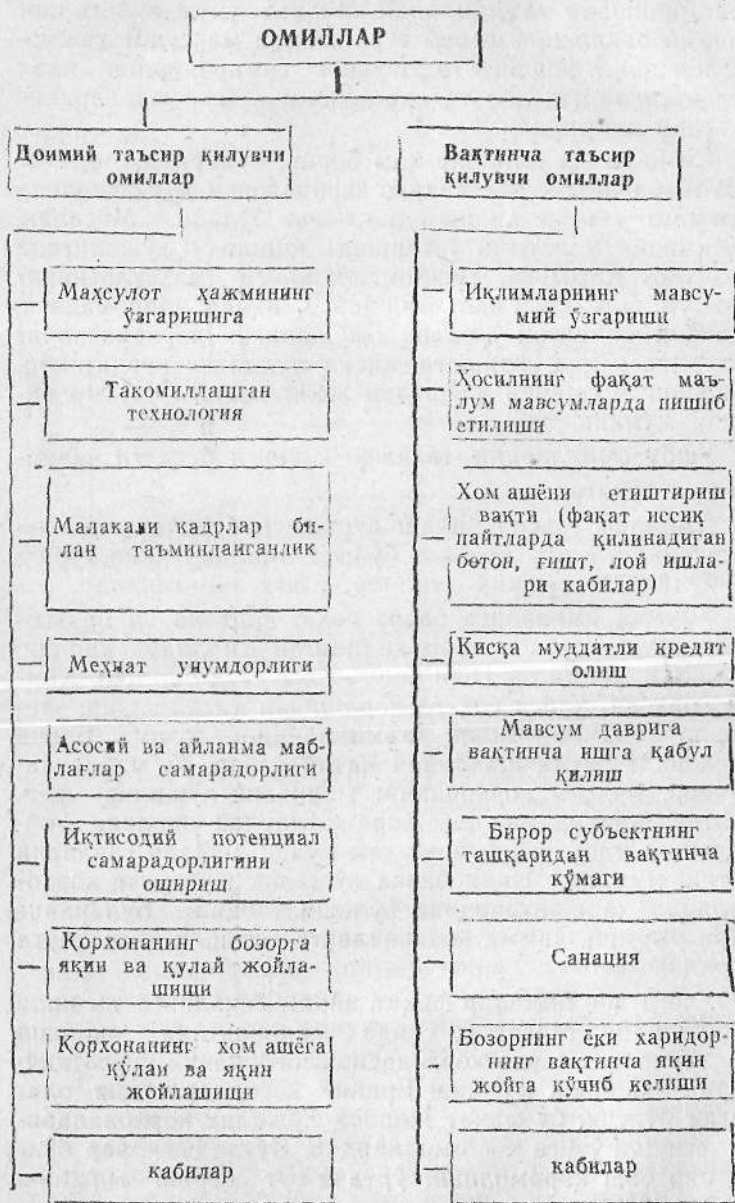 ОМИЛЛАР
Доимий таъсир қилувчи
омиллар
Маҳсулот ҳажмининг
ўзгаришига
Такомиллашган
технология
Малакали кадрлар би-
лан таъминланганлик
Меҳнат унумдорлиги
Асосий ва айланма маб-
лағлар самарадорлиги
Иқтисодий потенциал
самарадорлигини
ошириш
Қорхонанинг бозорга
яқин ва қулай жойла-
шиши
Қорхонанинг хом ашёга
қулай ва яқин
жойлашиши
кабилар
Вақтинча таъсир
қилувчи омиллар
Иқлимларнинг мавсу-
мий ўзгариши
Ҳосилнинг фақат маъ-
лум мавсумларда пишиб
етилиши
Хом ашёни етиштириш
вақти (фақат иссиқ
пайтларда қилинадиган
бетон, ғишт, лой ишла-
ри кабилар)
Қисқа муддатли кредит
олиш
Мавсум даврига
вақтинча ишга қабул
қилиш
Бирор субъектнинг
ташқаридан вақтинча
кўмаги
Санация
Бозорнинг ёки харидор-
нинг вақтинча яқин
жойга кўчиб келиши
кабилар